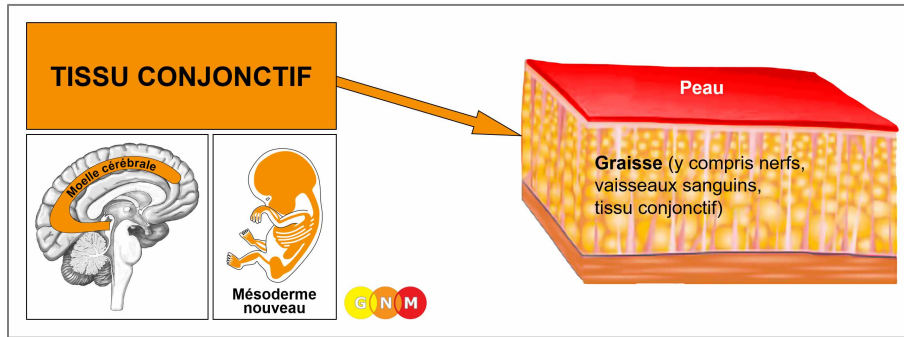 TISSU CONJONCTIF
Moelle cérébrale
Mésoderme
nouveau
G N M
Peau
Graisse (y compris nerfs,
vaisseaux sanguins,
tissu conjonctif)